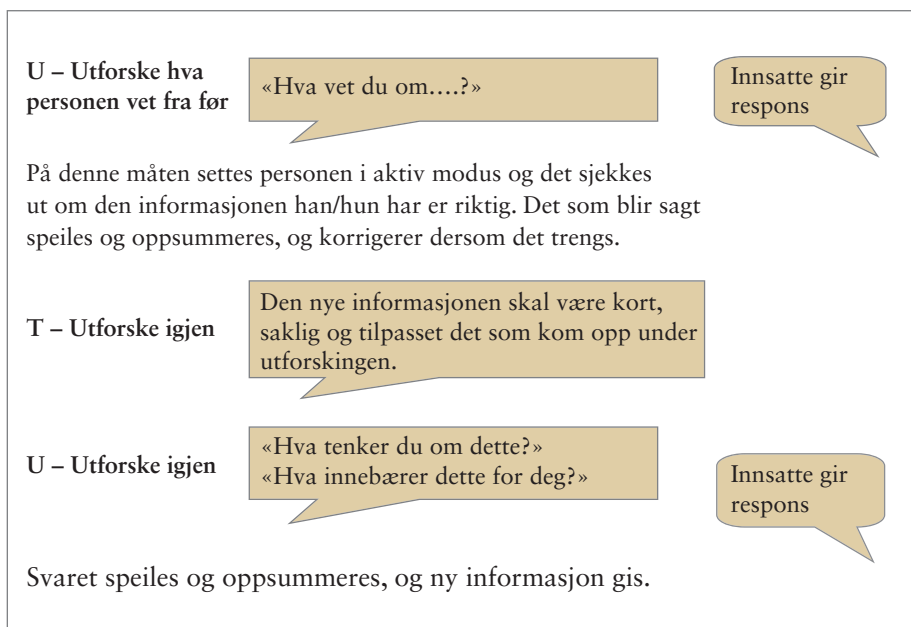 U – Utforske hva
personen vet fra før
«Hva vet du om….?»
Innsatte gir
respons
På denne måten settes personen i aktiv modus og det sjekkes
ut om den informasjonen han/hun har er riktig. Det som blir sagt
speiles og oppsummeres, og korrigerer dersom det trengs.
T – Utforske igjen
Den nye informasjonen skal være kort,
saklig og tilpasset det som kom opp under
utforskingen.
U – Utforske igjen
«Hva tenker du om dette?»
«Hva innebærer dette for deg?»
Innsatte gir
respons
Svaret speiles og oppsummeres, og ny informasjon gis.